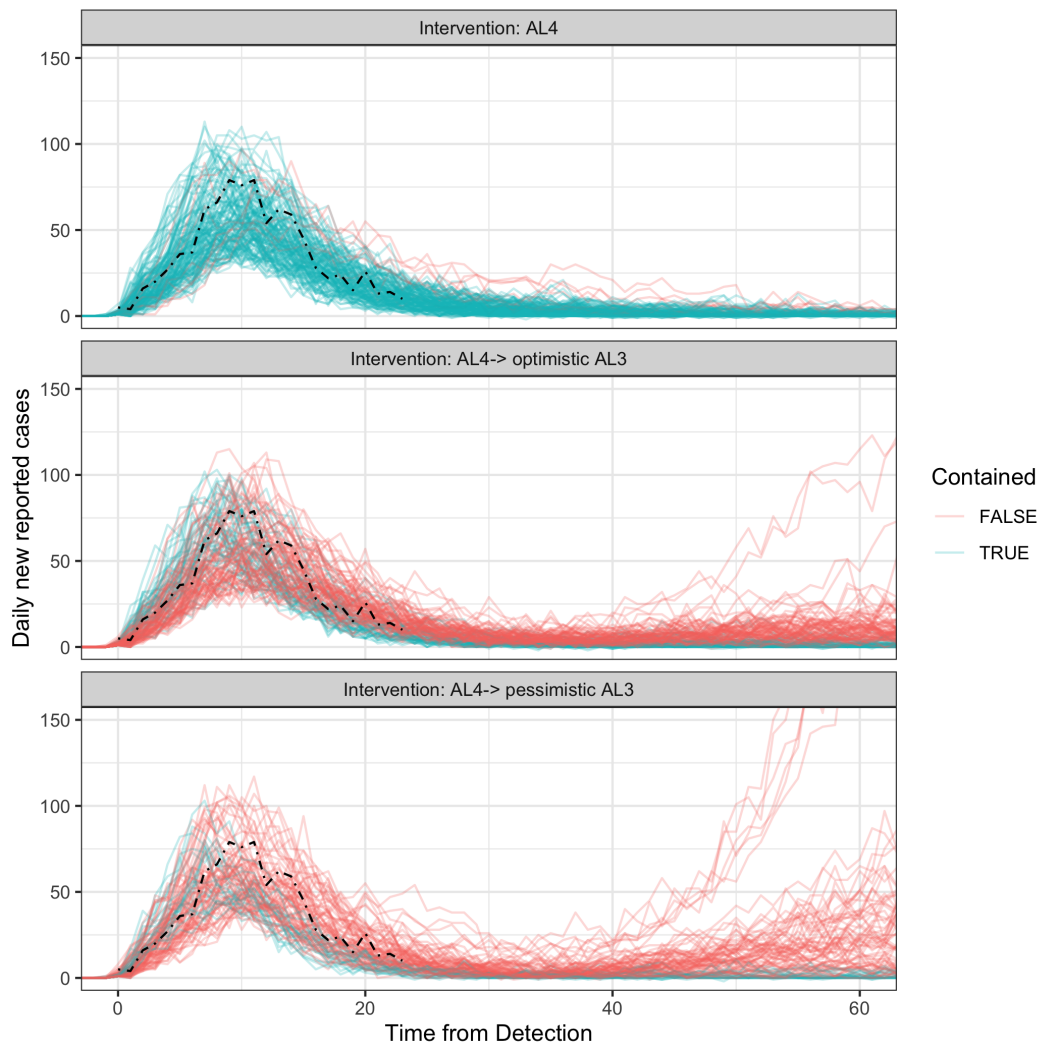 Intervention: AL4
150
100
50
0
Intervention: AL4-> optimistic AL3
150
100
50
0
Intervention: AL4-> pessimistic AL3
150
100
50
0
0 20 40 60
Time from Detection
Daily new reported cases
Contained
FALSE
TRUE